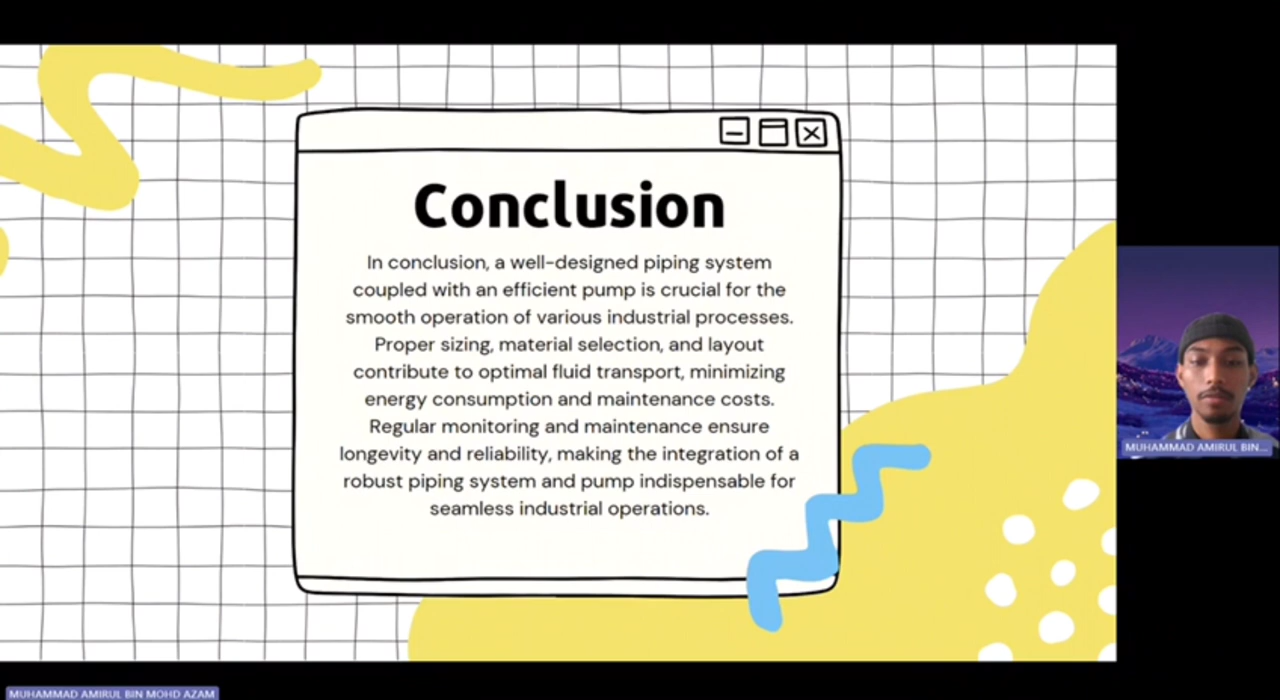 Conclusion
In conclusion, a well-designed piping system
coupled with an efficient pump is crucial for the
smooth operation of various industrial processes.
Proper sizing, material selection, and layout
contribute to optimal fluid transport, minimizing
energy consumption and maintenance costs.
Regular monitoring and maintenance ensure
longevity and reliability, making the integration of a
robust piping system and pump indispensable for
seamless industrial operations.
MUHAMMAD AMIRUL BIN...
MUHAMMAD AMIRUL BIN MOHD AZAM